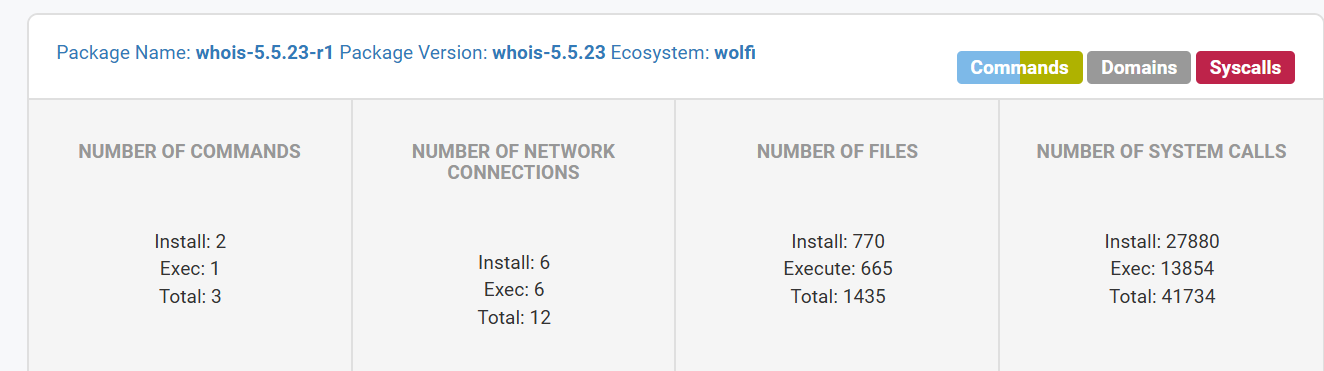 Package Name: whois-5.5.23-r1 Package Version: whois-5.5.23 Ecosystem: wolfi
Commands Domains Syscalls
NUMBER OF COMMANDS
Install: 2
Exec: 1
Total: 3
NUMBER OF NETWORK
CONNECTIONS
Install: 6
Exec: 6
Total: 12
NUMBER OF FILES
Install: 770
Execute: 665
Total: 1435
NUMBER OF SYSTEM CALLS
Install: 27880
Exec: 13854
Total: 41734